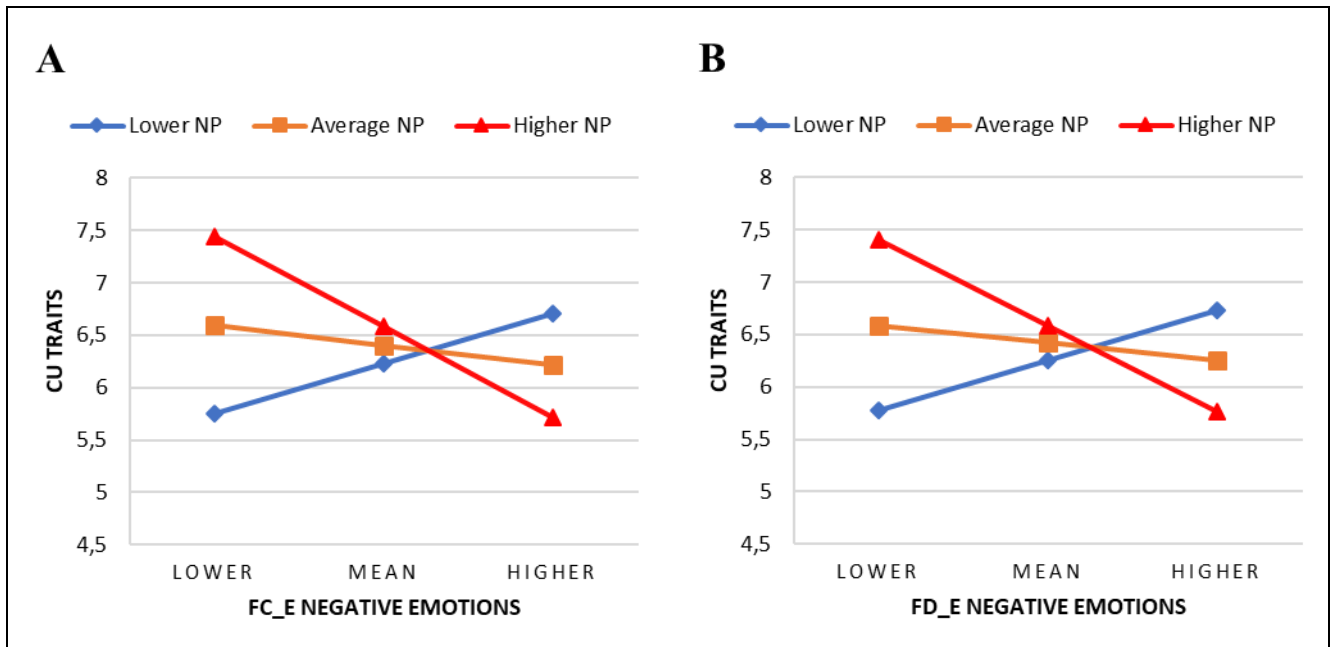 A
Lower NP Average NP Higher NP
8
7,5
7
6,5
6
5,5
5
4,5
CU TRAITS
LOWER MEAN HIGHER
FC_E NEGATIVE EMOTIONS
B
Lower NP Average NP Higher NP
8
7,5
7
6,5
6
5,5
5
4,5
CU TRAITS
LOWER MEAN HIGHER
FD_E NEGATIVE EMOTIONS